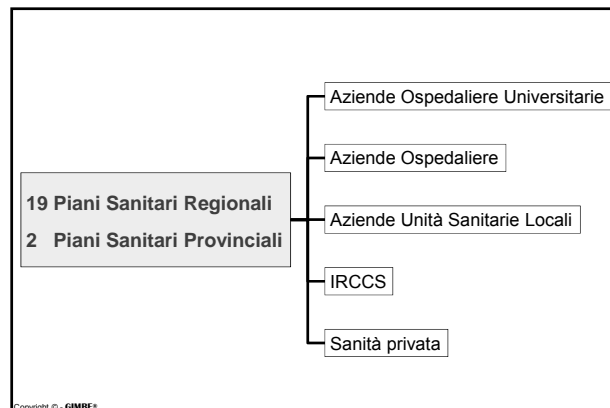 Aziende Ospedaliere Universitarie
Aziende Ospedaliere
19 Piani Sanitari Regionali
2 Piani Sanitari Provinciali
Aziende Unità Sanitarie Locali
IRCCS
Sanità privata
Copyright © - GIMBE®